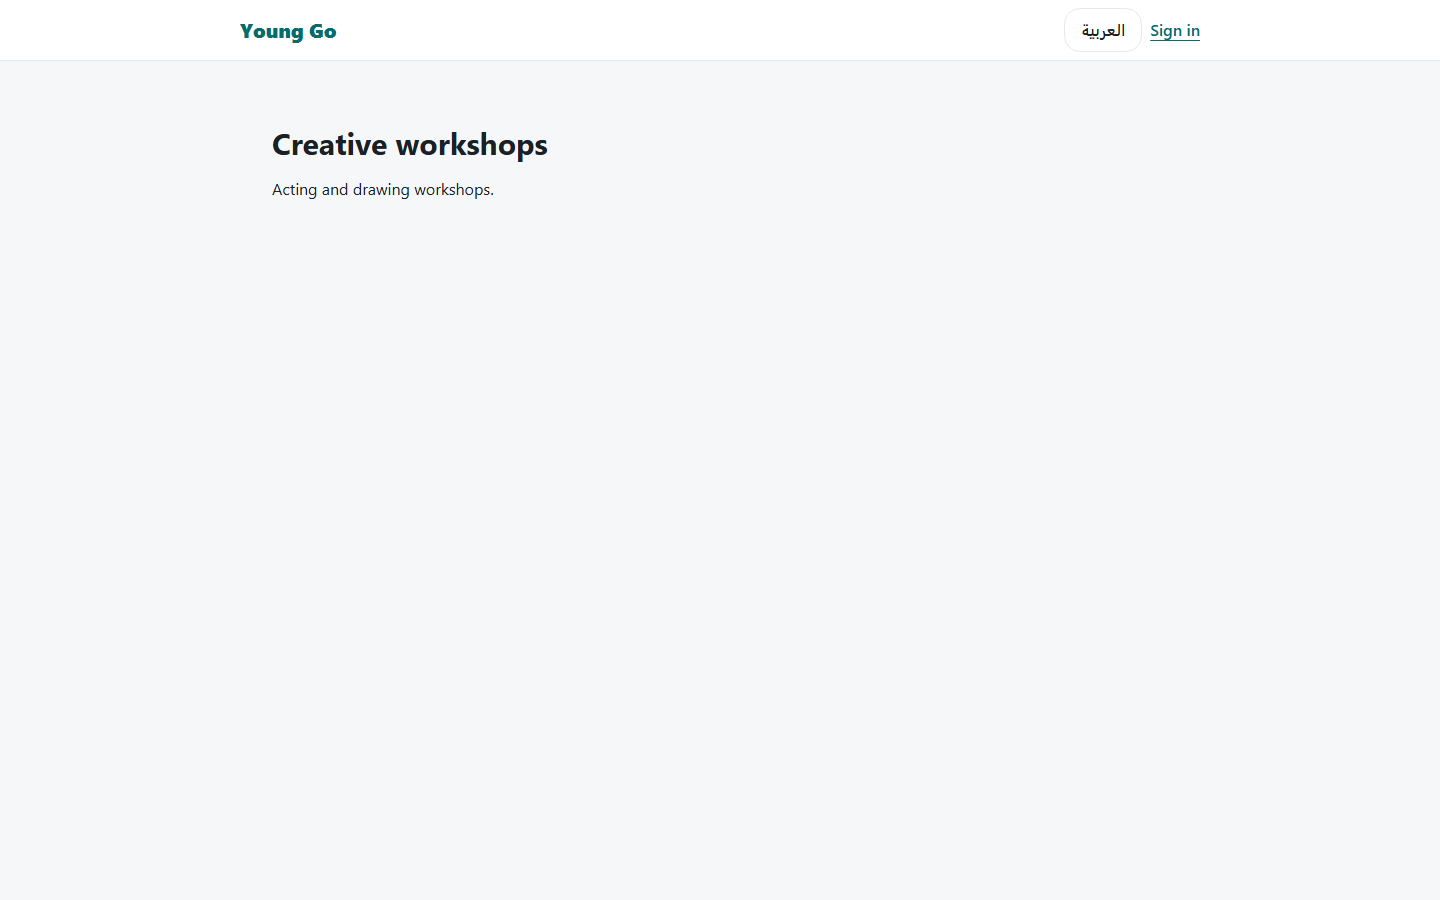 Young Go
العربية
Sign in
Creative workshops
Acting and drawing workshops.